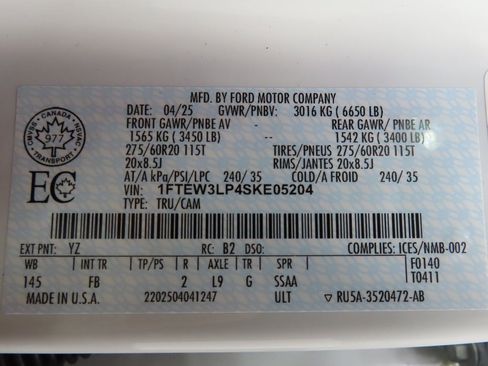 MFD. BY FORD MOTOR COMPANY
DATE: 04/25 GVWR/PNBV: 3016 KG (6650 LB)
FRONT GAWR/PNBE AV - -- REAR GAWR/ PNBE AR
1565 KG (3450 LB) 1542 KG (3400 LB)
275/60R20 115T TIRES/PNEUS 275/60R20 115T
20x8.5J RIMS/JANTES 20x8.5J
AT/A kPa/PSI/LPC 240/ 35 COLD/A FROID 240/ 35
VIN: 1FTEW3LP4SKE05204
TYPE: TRU/CAM
CANADA
CMVSS NSVAC
977
TRANSPORT
EC
EXT PNT: YZ RC: B2 DSO: COMPLIES: ICES/NMB-002
WB INT TR TP/PS R AXLE TR SPR F0140
145 FB 2 L9 G SSAA T0411
MADE IN U.S.A. 2202504041247 ULT ▽ RU5A-3520472-AB